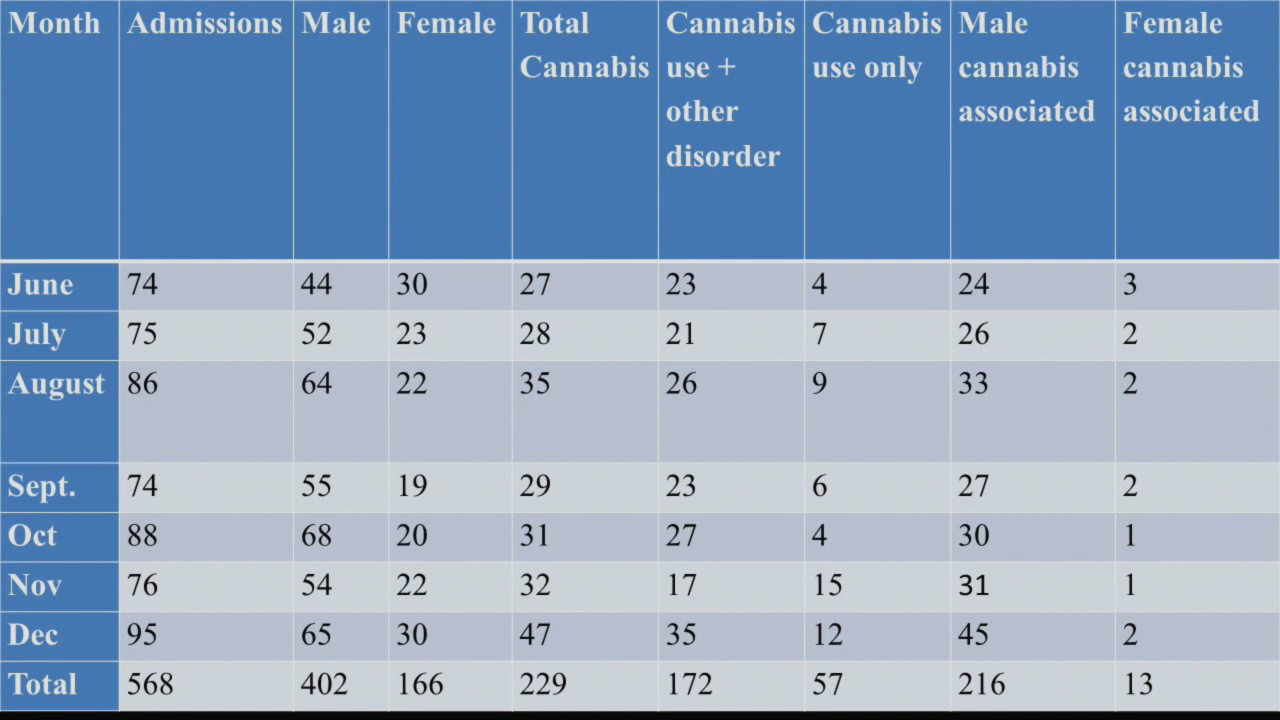 Month Admissions Male Female Total Cannabis Cannabis use + other disorder Cannabis use only Male cannabis associated Female cannabis associated
June 74 44 30 27 23 4 24 3
July 75 52 23 28 21 7 26 2
August 86 64 22 35 26 9 33 2
Sept. 74 55 19 29 23 6 27 2
Oct 88 68 20 31 27 4 30 1
Nov 76 54 22 32 17 15 31 1
Dec 95 65 30 47 35 12 45 2
Total 568 402 166 229 172 57 216 13